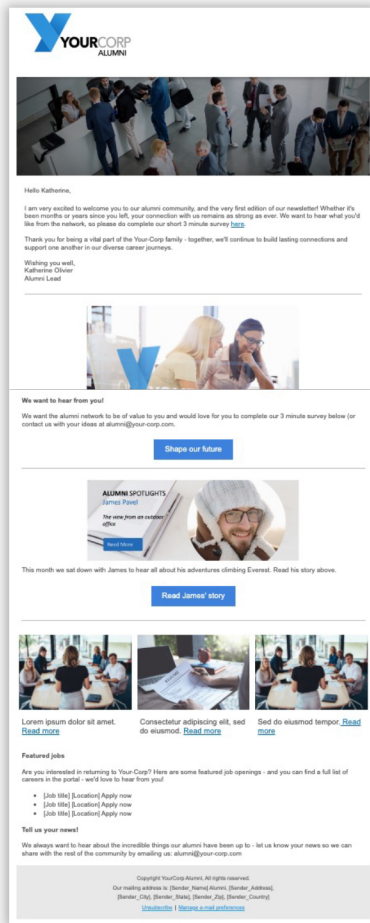 YOURCORP
ALUMNI
Hello Katherine,
I am very excited to welcome you to our alumni community, and the very first edition of our newsletter! Whether it's
been months or years since you left, your connection with us remains as strong as ever. We want to hear what you'd
like from the network, so please do complete our short 3 minute survey here.
Thank you for being a vital part of the Your-Corp family - together, we'll continue to build lasting connections and
support one another in our diverse career journeys.
Wishing you well,
Katherine Olivier
Alumni Lead
We want to hear from you!
We want the alumni network to be of value to you and would love for you to complete our 3 minute survey below (or
contact us with your ideas at alumni@your-corp.com.
Shape our future
ALUMNI SPOTLIGHTS
James Pavel
The view from an outdoor
office
Read More
This month we sat down with James to hear all about his adventures climbing Everest. Read his story above.
Read James' story
Lorem ipsum dolor sit amet.
Read more
Consectetur adipiscing elit, sed
do eiusmod. Read more
Sed do eiusmod tempor. Read
more
Featured jobs
Are you interested in returning to Your-Corp? Here are some featured job openings - and you can find a full list of
careers in the portal - we'd love to hear from you!
• [Job title] [Location] Apply now
• [Job title] [Location] Apply now
• [Job title] [Location] Apply now
Tell us your news!
We always want to hear about the incredible things our alumni have been up to - let us know your news so we can
share with the rest of the community by emailing us: alumni@your-corp.com
Copyright YourCorp Alumni, All rights reserved.
Our mailing address is: [Sender_Name] Alumni, [Sender_Address],
[Sender_City], [Sender_State], [Sender_Zip], [Sender_Country]
Unsubscribe | Manage e-mail preferences